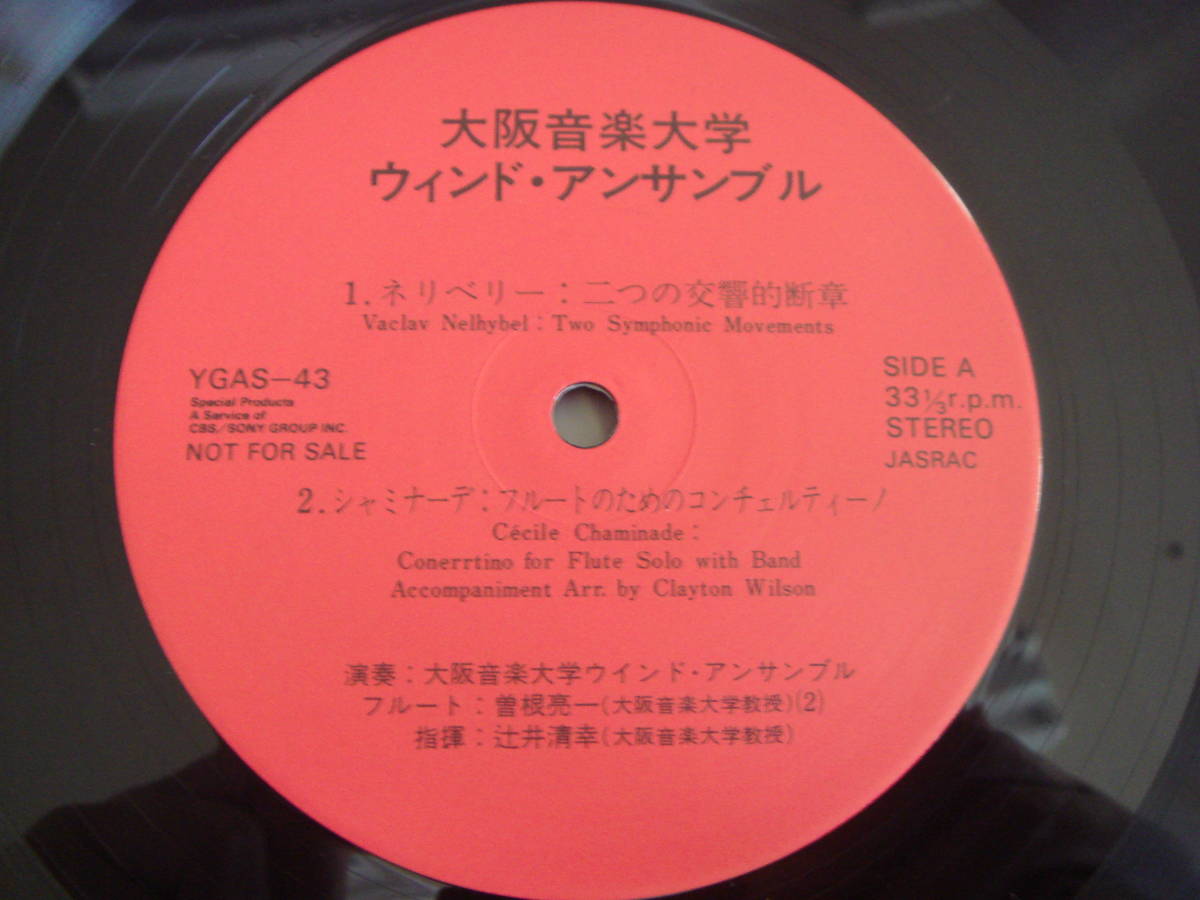 大阪音楽大学
ウィンド・アンサンブル
1. ネリベリー：二つの交響的断章
Vaclav Nelhybel : Two Symphonic Movements
YGAS-43
Special Products
A Service of
CBS/SONY GROUP INC.
NOT FOR SALE
SIDE A
33 1/3 r.p.m.
STEREO
JASRAC
2. シャミナーデ：フルートのためのコンチェルティーノ
Cécile Chaminade :
Conerrtino for Flute Solo with Band
Accompaniment Arr. by Clayton Wilson
演奏：大阪音楽大学ウインド・アンサンブル
フルート：曽根亮一(大阪音楽大学教授)(2)
指揮：辻井清幸(大阪音楽大学教授)